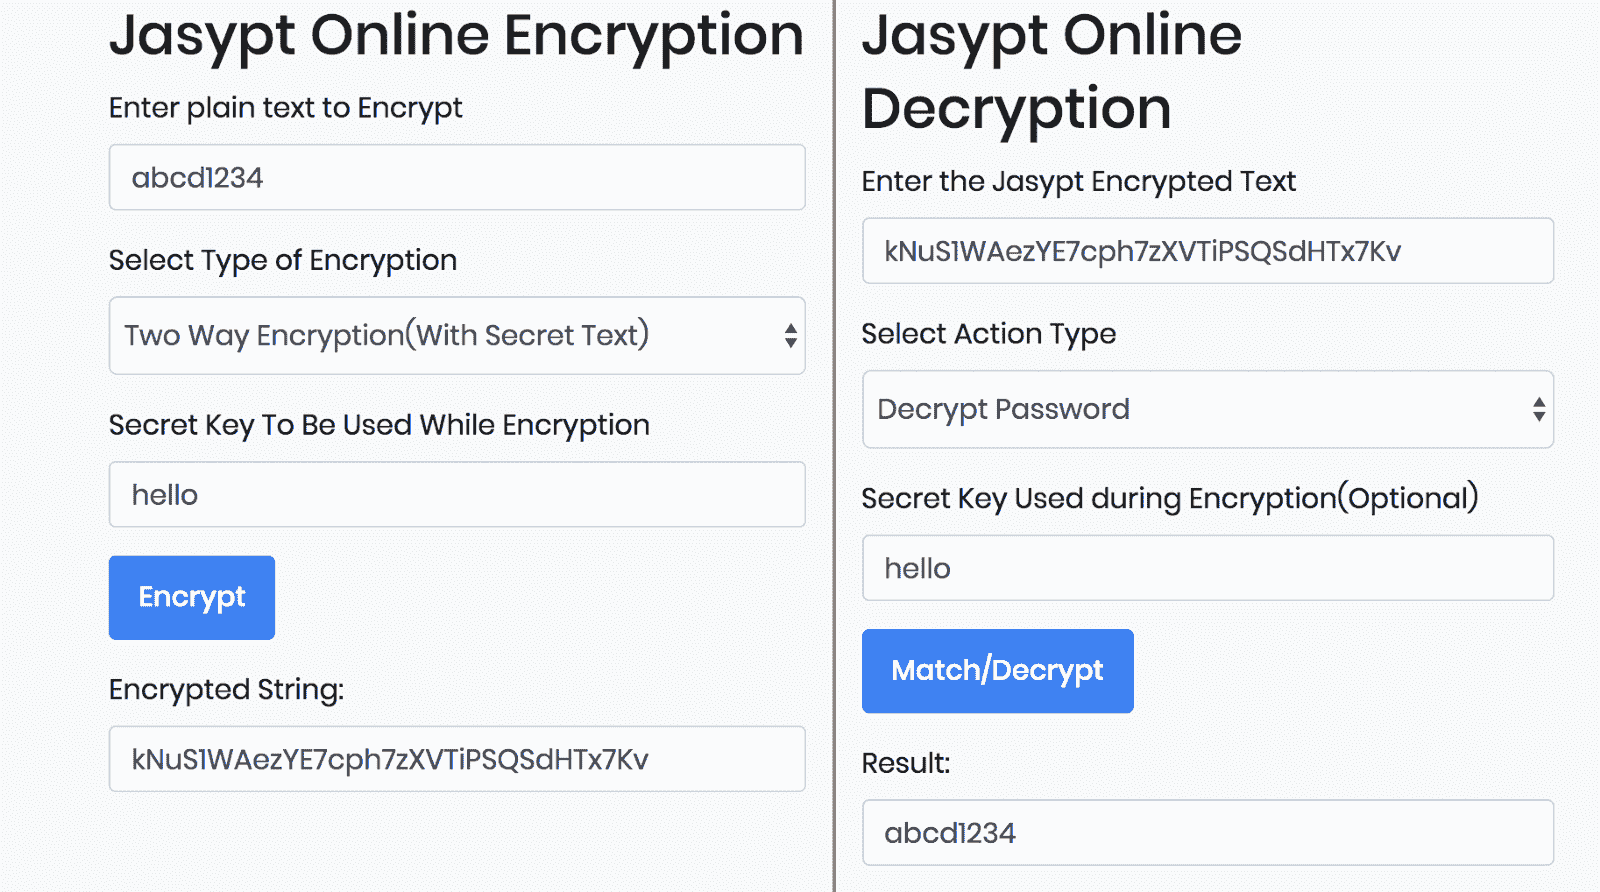 Jasypt Online Encryption
Enter plain text to Encrypt
abcd1234
Select Type of Encryption
Two Way Encryption(With Secret Text)
Secret Key To Be Used While Encryption
hello
Encrypt
Encrypted String:
kNuS1WAezYE7cph7zXVTiPSQSdHTx7Kv
Jasypt Online
Decryption
Enter the Jasypt Encrypted Text
kNuS1WAezYE7cph7zXVTiPSQSdHTx7Kv
Select Action Type
Decrypt Password
Secret Key Used during Encryption(Optional)
hello
Match/Decrypt
Result:
abcd1234